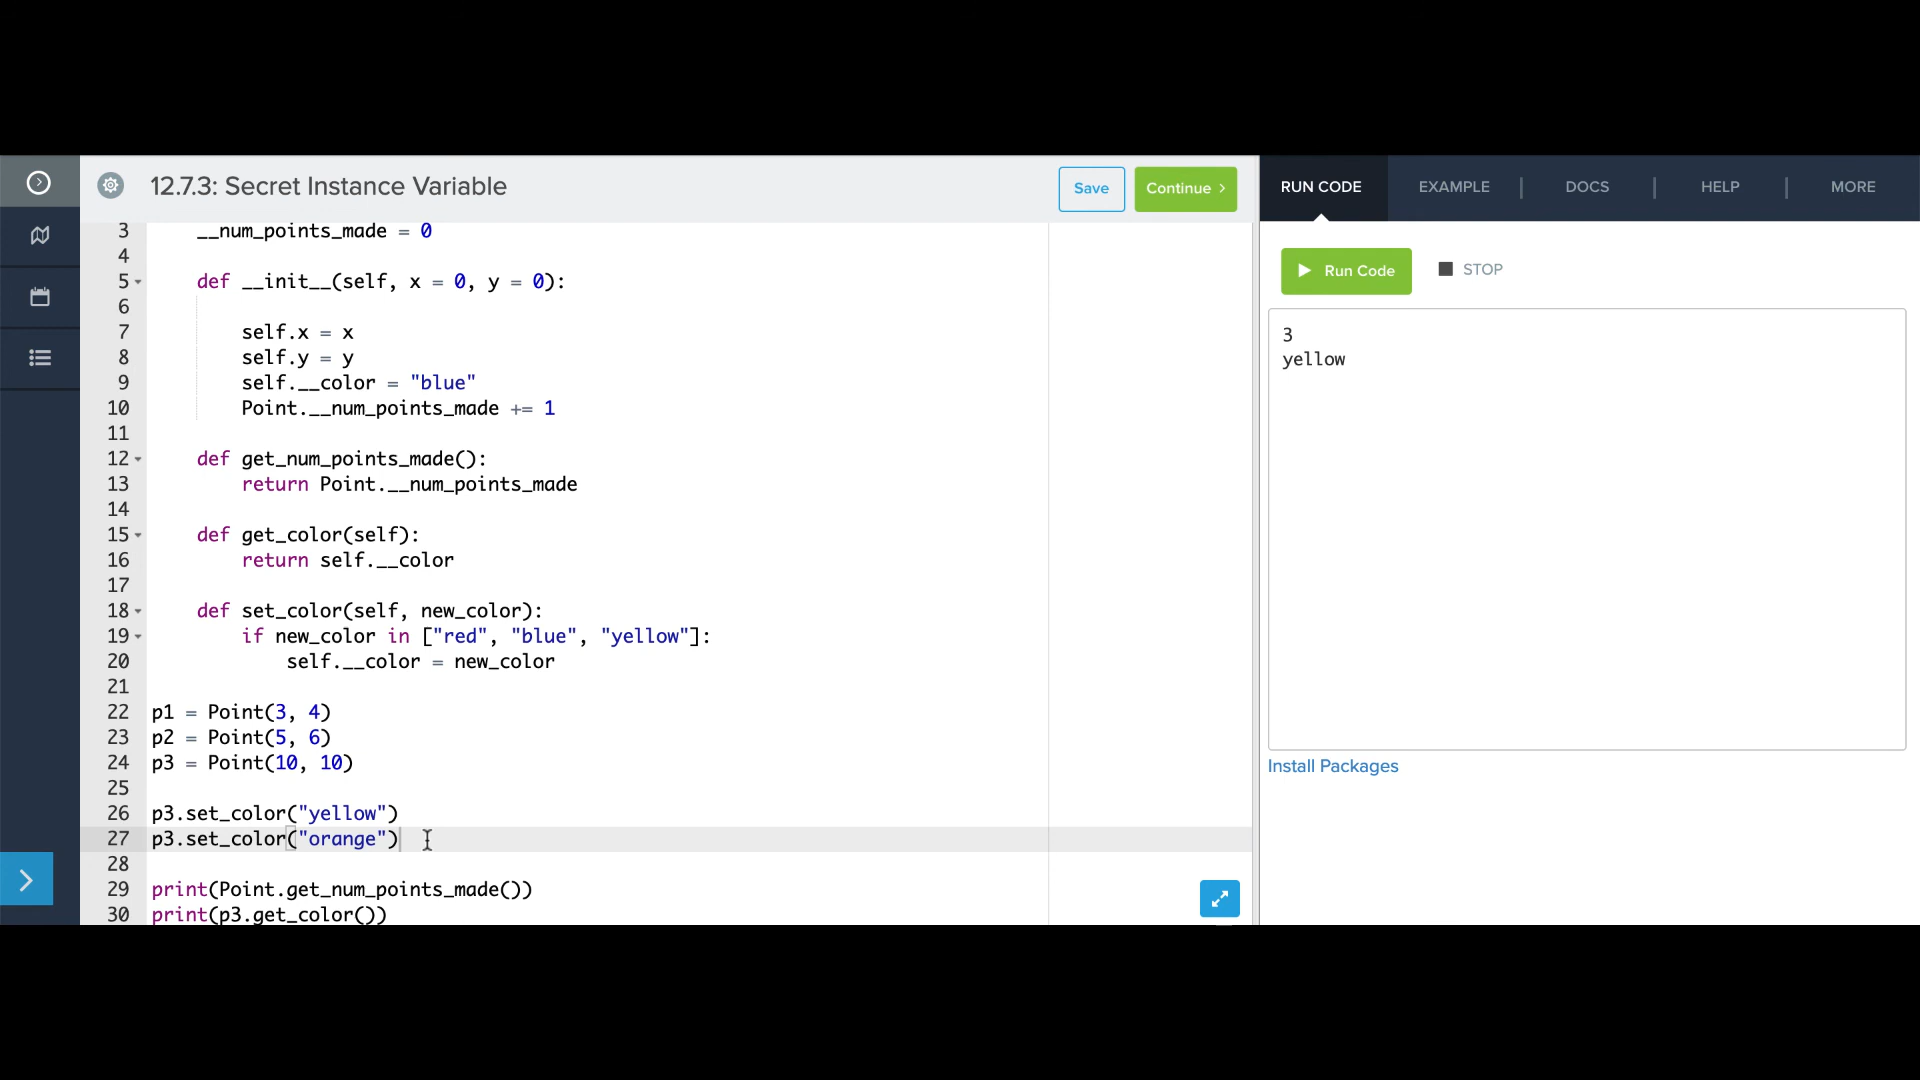 12.7.3: Secret Instance Variable
Save
Continue >
RUN CODE
EXAMPLE
DOCS
HELP
MORE
3 __num_points_made = 0
4
5 def __init__(self, x = 0, y = 0):
6
7 self.x = x
8 self.y = y
9 self.__color = "blue"
10 Point.__num_points_made += 1
11
12 def get_num_points_made():
13 return Point.__num_points_made
14
15 def get_color(self):
16 return self.__color
17
18 def set_color(self, new_color):
19 if new_color in ["red", "blue", "yellow"]:
20 self.__color = new_color
21
22 p1 = Point(3, 4)
23 p2 = Point(5, 6)
24 p3 = Point(10, 10)
25
26 p3.set_color("yellow")
27 p3.set_color("orange")
28
29 print(Point.get_num_points_made())
30 print(p3.get_color())
Run Code
STOP
3
yellow
Install Packages